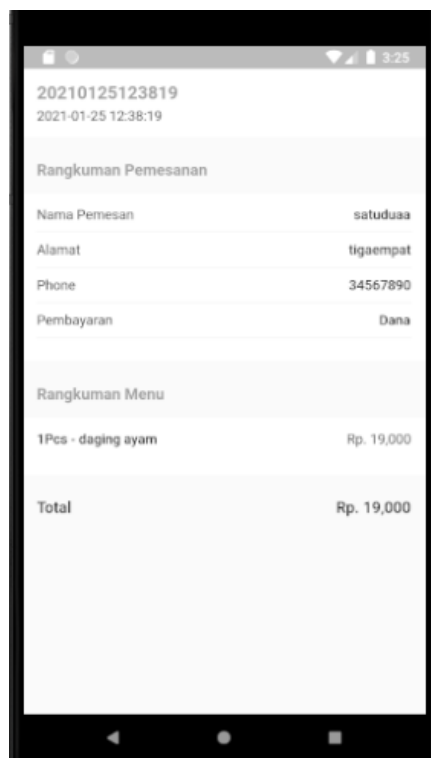 3:25
20210125123819
2021-01-25 12:38:19
Rangkuman Pemesanan
Nama Pemesan satuduaa
Alamat tigaempat
Phone 34567890
Pembayaran Dana
Rangkuman Menu
1Pcs - daging ayam Rp. 19,000
Total Rp. 19,000